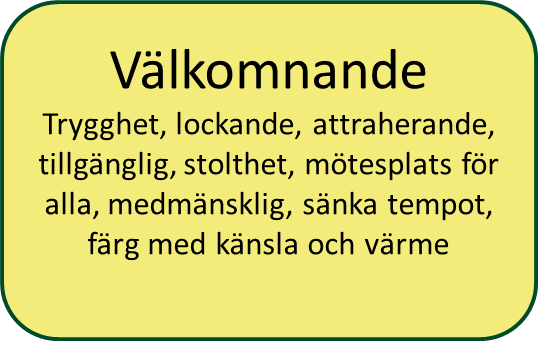 Välkomnande
Trygghet, lockande, attraherande,
tillgänglig, stolthet, mötesplats för
alla, medmänsklig, sänka tempot,
färg med känsla och värme